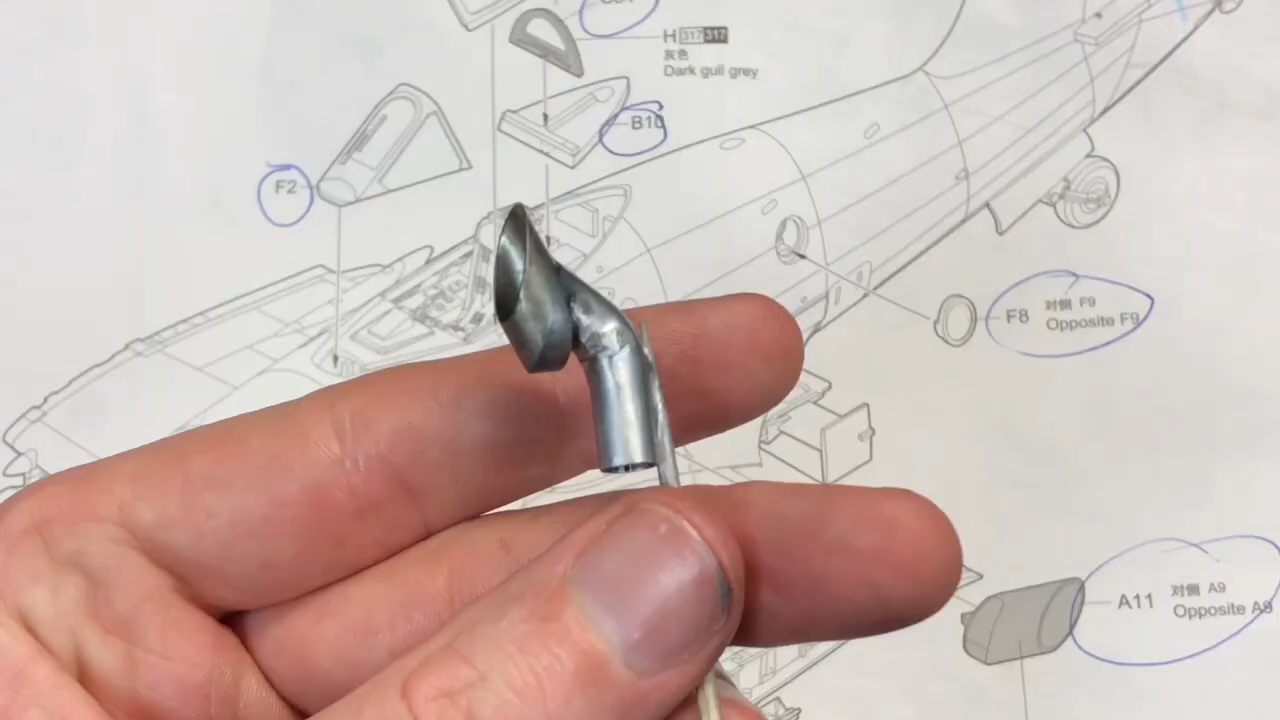 H 317 317
灰色
Dark gull grey
B10
F2
F8 对侧 F9
Opposite F9
A11 对侧 A9
Opposite A9